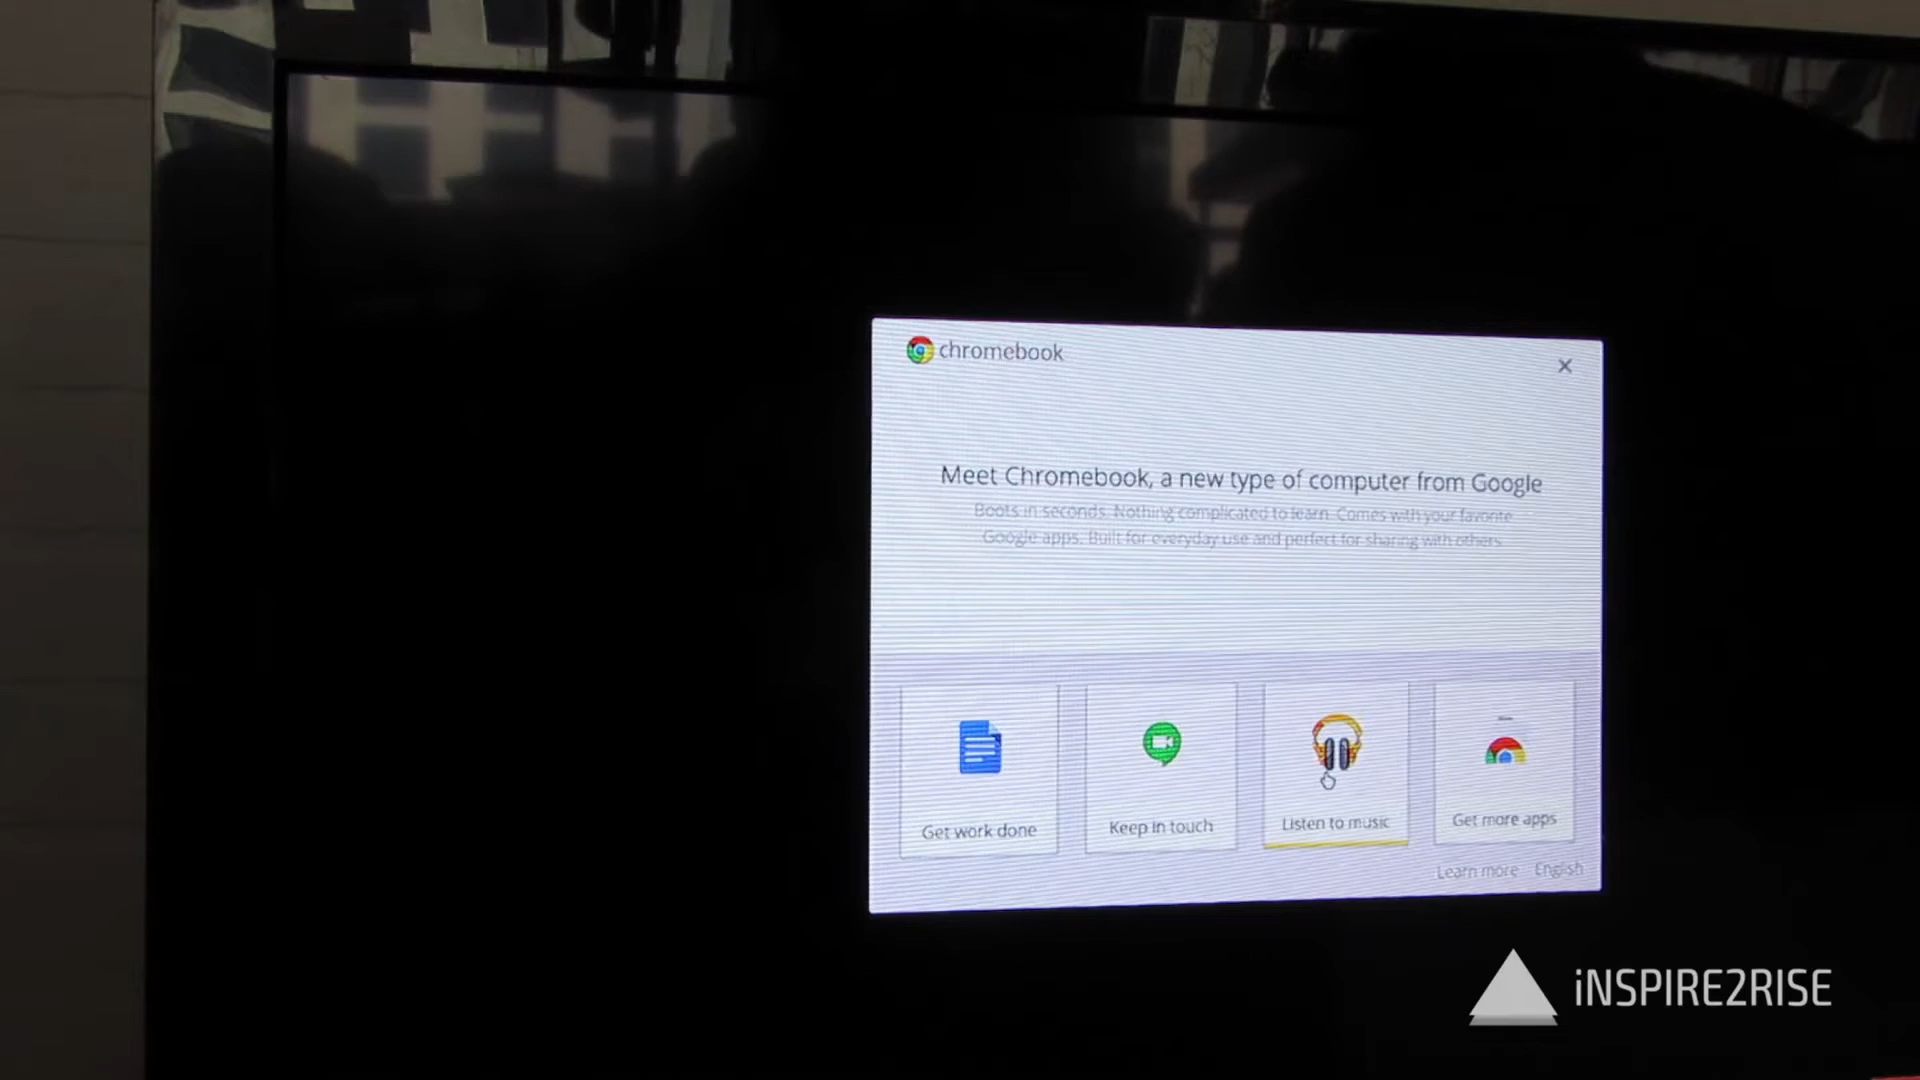 chromebook
Meet Chromebook, a new type of computer from Google
Boots in seconds. Nothing complicated to learn. Comes with your favorite
Google apps. Built for everyday use and perfect for sharing with others.
Get work done
Keep in touch
Listen to music
Get more apps
Learn more English
iNSPIRE2RISE